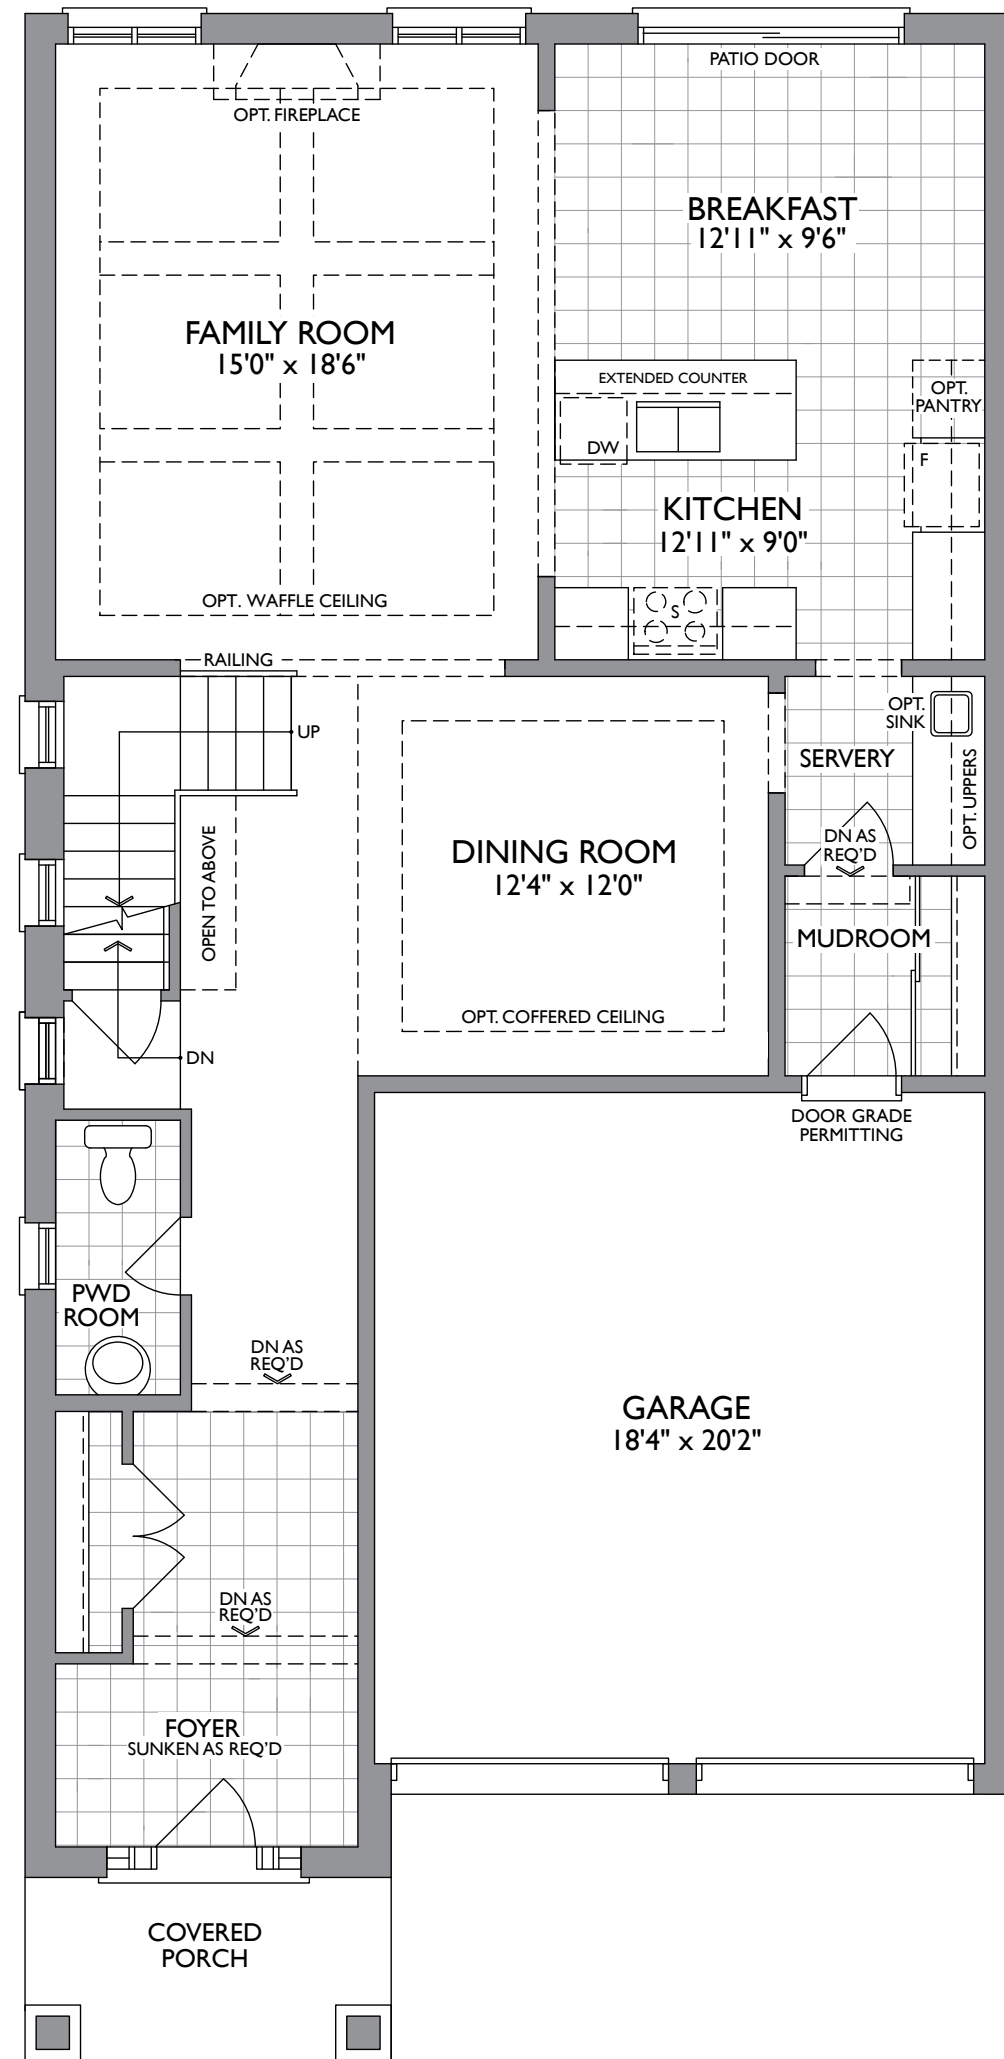 PATIO DOOR
OPT. FIREPLACE
BREAKFAST
12'11" x 9'6"
FAMILY ROOM
15'0" x 18'6"
EXTENDED COUNTER
OPT.
PANTRY
DW
F
KITCHEN
12'11" x 9'0"
OPT. WAFFLE CEILING
S
RAILING
OPT.
SINK
UP
SERVERY
OPT. UPPERS
OPEN TO ABOVE
DN AS
REQ'D
DINING ROOM
12'4" x 12'0"
MUDROOM
OPT. COFFERED CEILING
DN
DOOR GRADE
PERMITTING
PWD
ROOM
DN AS
REQ'D
GARAGE
18'4" x 20'2"
DN AS
REQ'D
FOYER
SUNKEN AS REQ'D
COVERED
PORCH